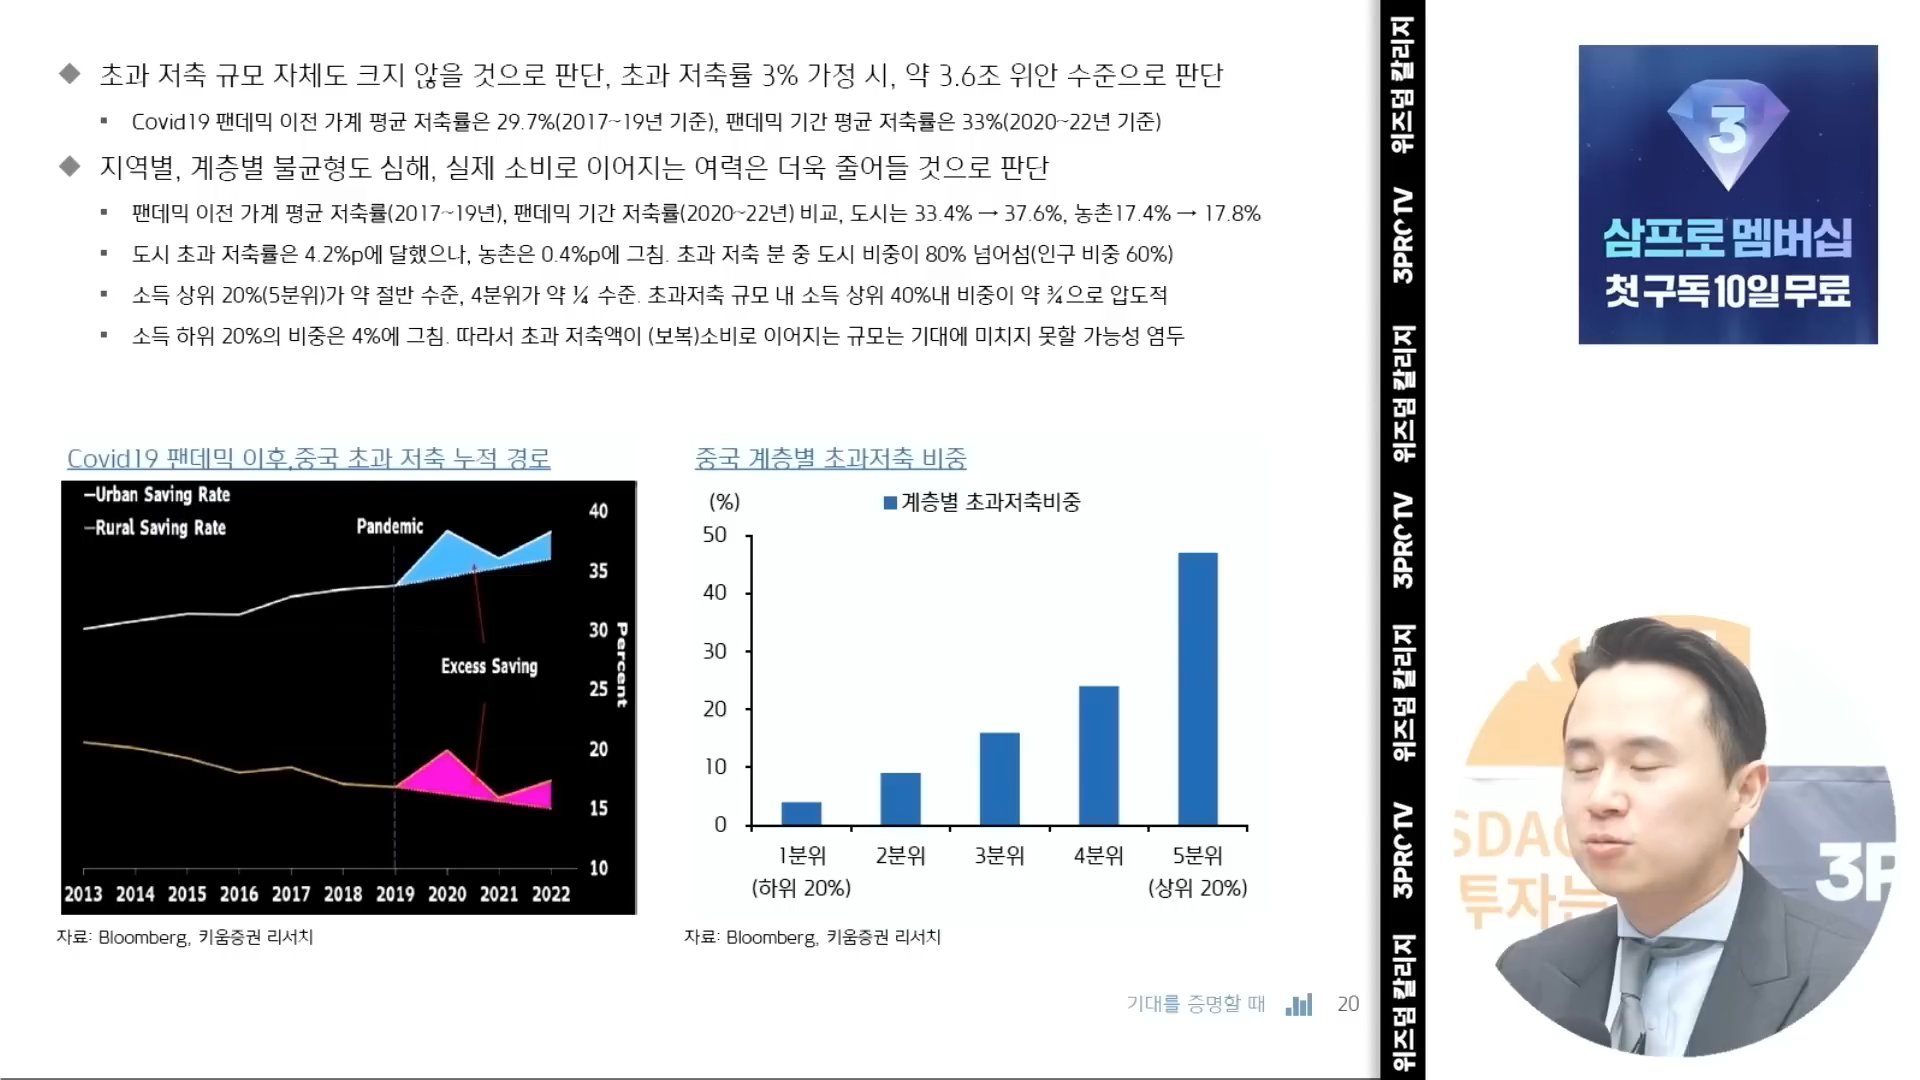 ◆ 초과 저축 규모 자체도 크지 않을 것으로 판단, 초과 저축률 3% 가정 시, 약 3.6조 위안 수준으로 판단
▪ Covid19 팬데믹 이전 가계 평균 저축률은 29.7%(2017~19년 기준), 팬데믹 기간 평균 저축률은 33%(2020~22년 기준)
◆ 지역별, 계층별 불균형도 심해, 실제 소비로 이어지는 여력은 더욱 줄어들 것으로 판단
▪ 팬데믹 이전 가계 평균 저축률(2017~19년), 팬데믹 기간 저축률(2020~22년) 비교, 도시는 33.4% → 37.6%, 농촌17.4% → 17.8%
▪ 도시 초과 저축률은 4.2%p에 달했으나, 농촌은 0.4%p에 그침. 초과 저축 분 중 도시 비중이 80% 넘어섬(인구 비중 60%)
▪ 소득 상위 20%(5분위)가 약 절반 수준, 4분위가 약 ¼ 수준. 초과저축 규모 내 소득 상위 40%내 비중이 약 ¾으로 압도적
▪ 소득 하위 20%의 비중은 4%에 그침. 따라서 초과 저축액이 (보복)소비로 이어지는 규모는 기대에 미치지 못할 가능성 염두
Covid19 팬데믹 이후,중국 초과 저축 누적 경로
Urban Saving Rate
Rural Saving Rate
Pandemic
Excess Saving
40
35
30
25
20
15
10
Percent
2013 2014 2015 2016 2017 2018 2019 2020 2021 2022
자료: Bloomberg, 키움증권 리서치
중국 계층별 초과저축 비중
(%)
계층별 초과저축비중
50
40
30
20
10
0
1분위 2분위 3분위 4분위 5분위
(하위 20%) (상위 20%)
자료: Bloomberg, 키움증권 리서치
기대를 증명할 때 20
위즈덤 칼리지
3PROTV
위즈덤 칼리지
3PROTV
위즈덤 칼리지
3PROTV
위즈덤 칼리지
3
삼프로 멤버십
첫 구독 10일 무료
SDAQ
투자는
3P